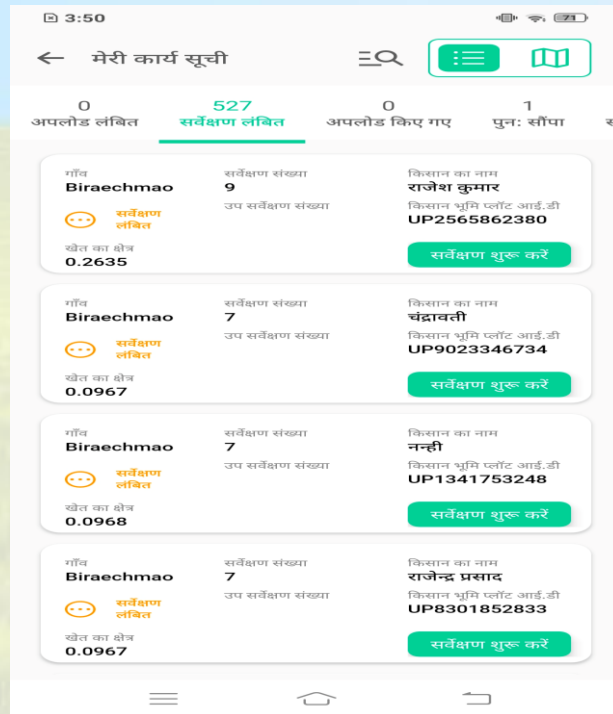 3:50
71
मेरी कार्य सूची
0 527 0 1
अपलोड लंबित सर्वेक्षण लंबित अपलोड किए गए पुन: सौंपा स
गाँव सर्वेक्षण संख्या किसान का नाम
Biraechmao 9 राजेश कुमार
उप सर्वेक्षण संख्या किसान भूमि प्लॉट आई.डी
सर्वेक्षण लंबित UP2565862380
खेत का क्षेत्र
0.2635 सर्वेक्षण शुरू करें
गाँव सर्वेक्षण संख्या किसान का नाम
Biraechmao 7 चंद्रावती
उप सर्वेक्षण संख्या किसान भूमि प्लॉट आई.डी
सर्वेक्षण लंबित UP9023346734
खेत का क्षेत्र
0.0967 सर्वेक्षण शुरू करें
गाँव सर्वेक्षण संख्या किसान का नाम
Biraechmao 7 नन्ही
उप सर्वेक्षण संख्या किसान भूमि प्लॉट आई.डी
सर्वेक्षण लंबित UP1341753248
खेत का क्षेत्र
0.0968 सर्वेक्षण शुरू करें
गाँव सर्वेक्षण संख्या किसान का नाम
Biraechmao 7 राजेन्द्र प्रसाद
उप सर्वेक्षण संख्या किसान भूमि प्लॉट आई.डी
सर्वेक्षण लंबित UP8301852833
खेत का क्षेत्र
0.0967 सर्वेक्षण शुरू करें